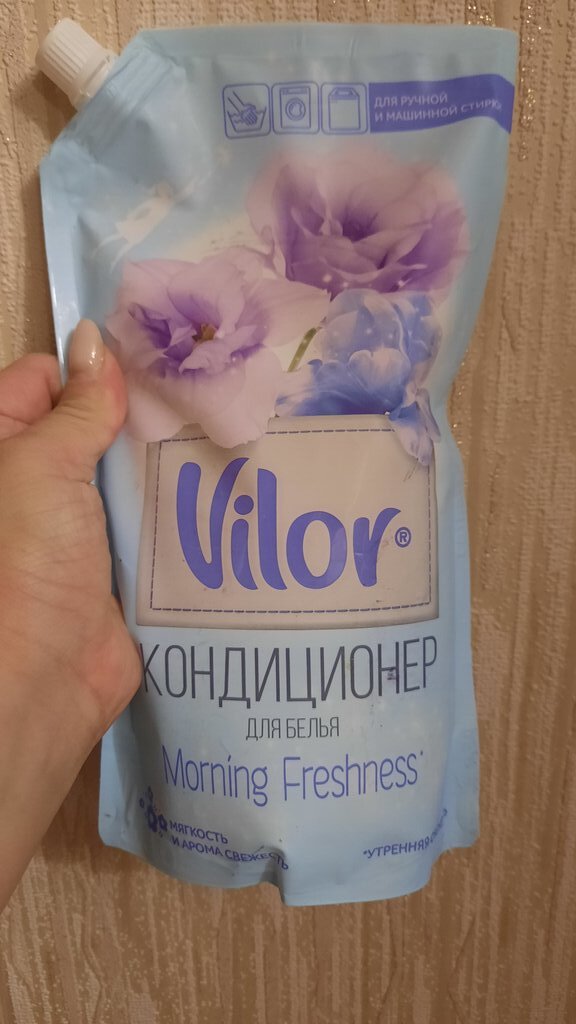 ДЛЯ РУЧНОЙ
И МАШИННОЙ СТИРКИ
Vilor®
КОНДИЦИОНЕР
ДЛЯ БЕЛЬЯ
Morning Freshness*
МЯГКОСТЬ
И АРОМА СВЕЖЕСТЬ
*УТРЕННЯЯ